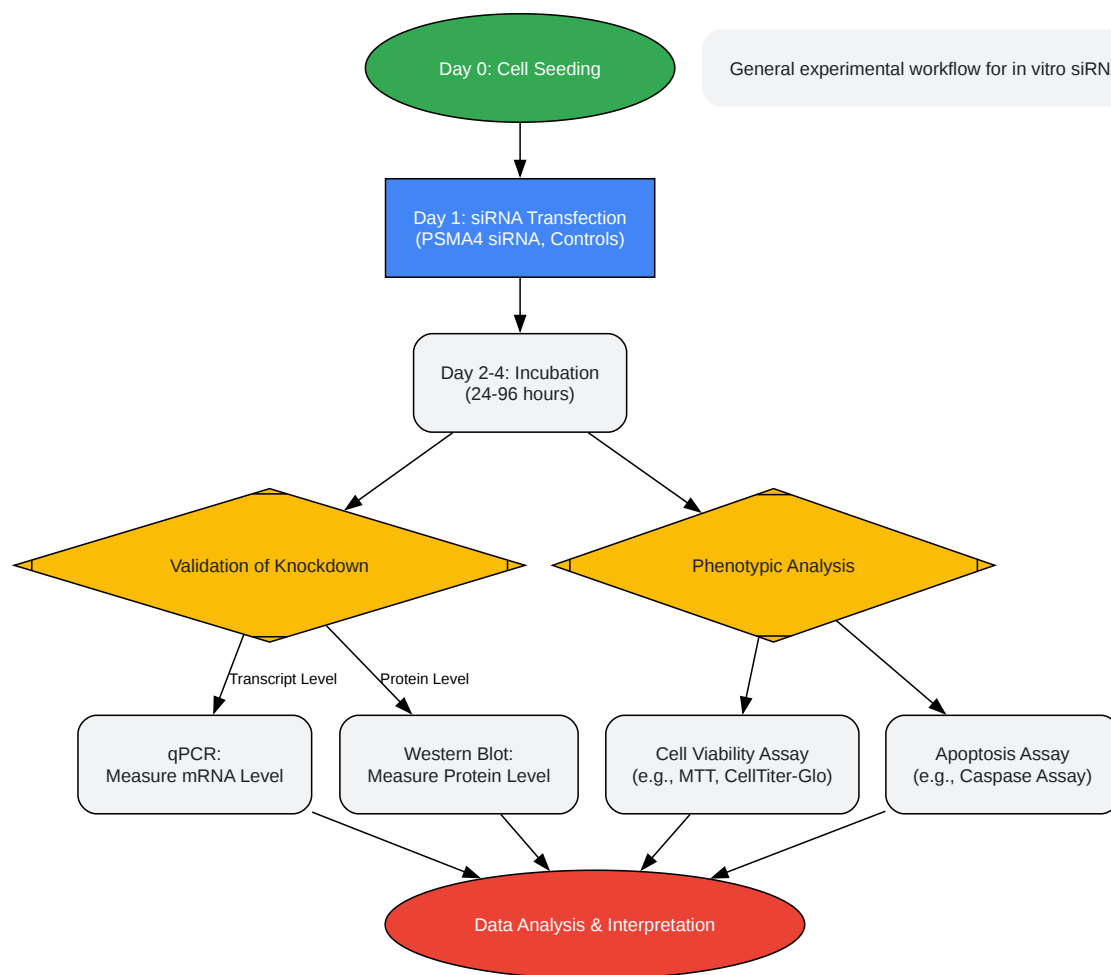 Day 0: Cell Seeding
General experimental workflow for in vitro
Day 1: siRNA Transfection
(PSMA4 siRNA, Controls)
Day 2-4: Incubation
(24-96 hours)
Validation of Knockdown
Phenotypic Analysis
Transcript Level
Protein Level
qPCR:
Measure mRNA Level
Western Blot:
Measure Protein Level
Cell Viability Assay
(e.g., MTT, CellTiter-Glo)
Apoptosis Assay
(e.g., Caspase Assay)
Data Analysis & Interpretation